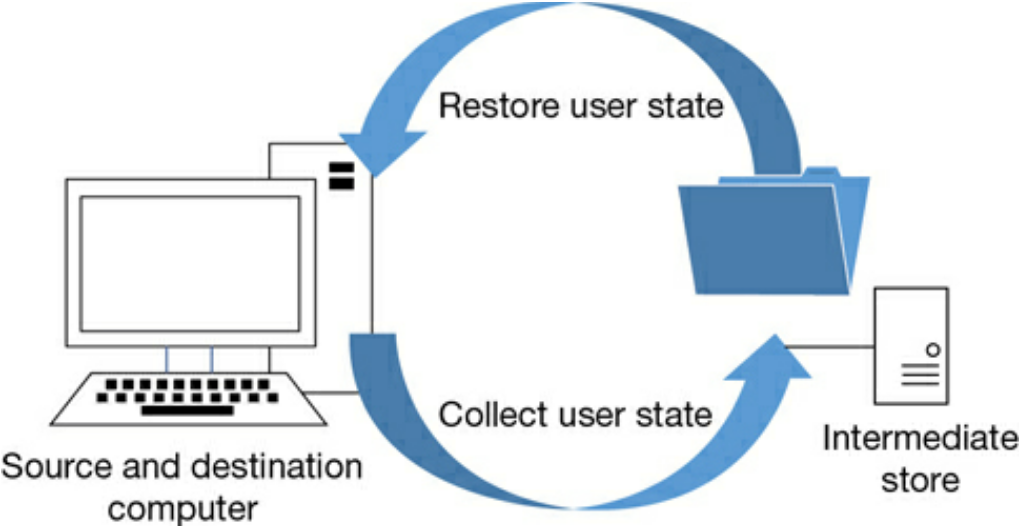 Restore user state
Collect user state
Source and destination
computer
Intermediate
store